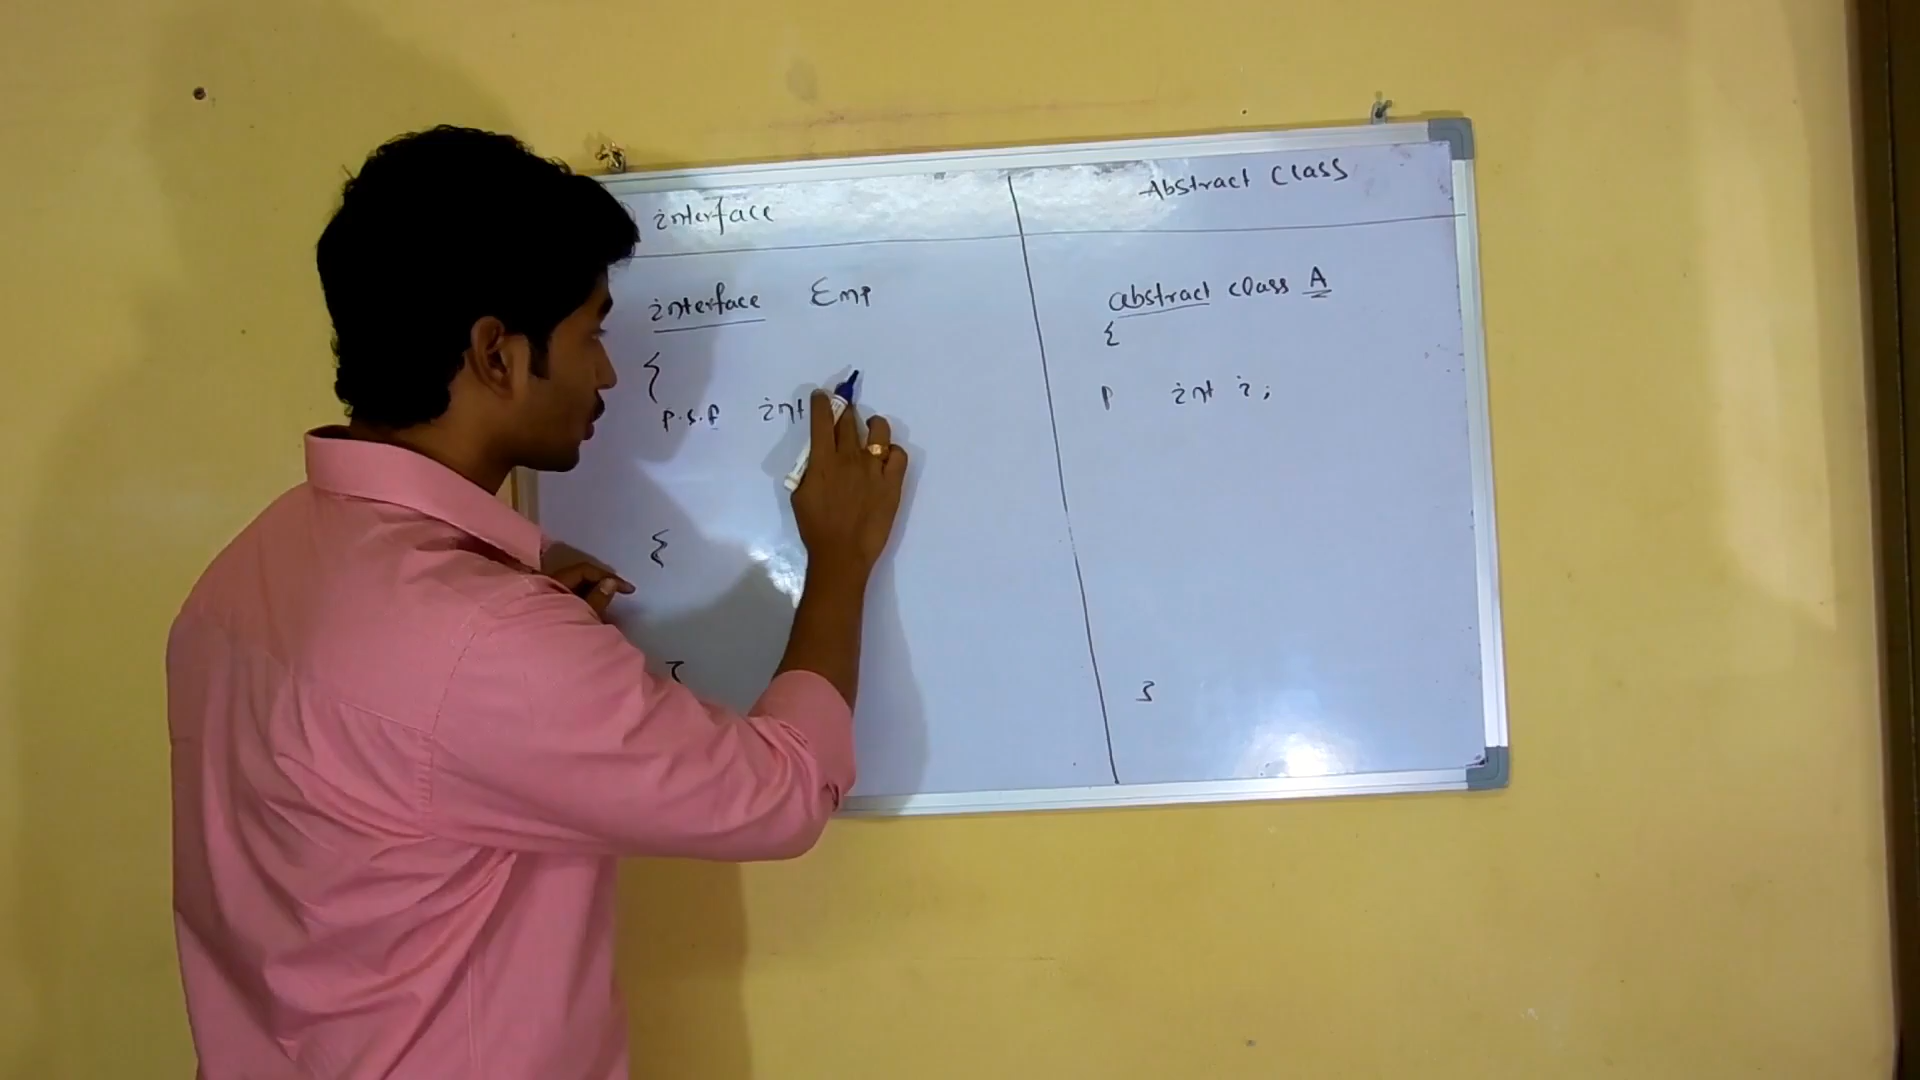 interface
interface Emp
{
p.s.f int
{
}
Abstract Class
abstract class A
{
p int i;
}